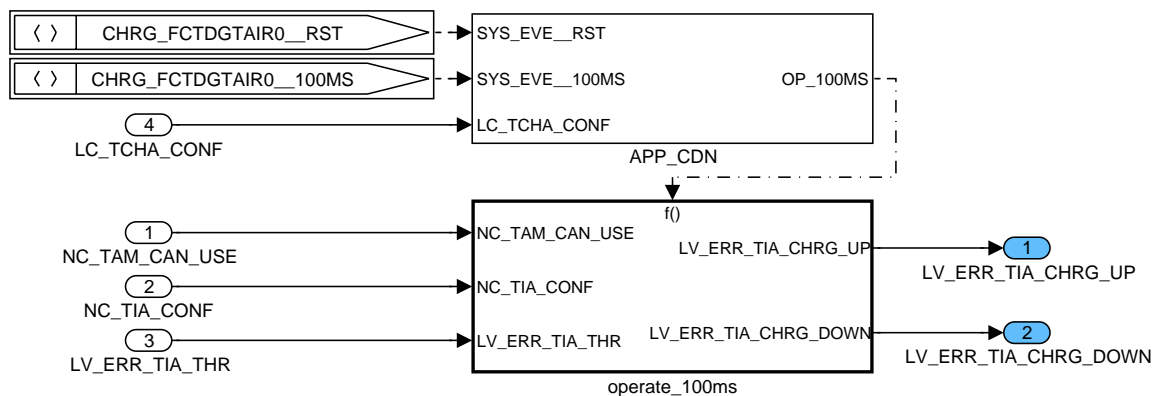 CHRG_FCTDGTAIR0__RST
SYS_EVE__RST
CHRG_FCTDGTAIR0__100MS
SYS_EVE__100MS
OP_100MS
4
LC_TCHA_CONF
LC_TCHA_CONF
APP_CDN
f()
1
NC_TAM_CAN_USE
NC_TAM_CAN_USE
LV_ERR_TIA_CHRG_UP
1
LV_ERR_TIA_CHRG_UP
2
NC_TIA_CONF
NC_TIA_CONF
3
LV_ERR_TIA_THR
LV_ERR_TIA_THR
LV_ERR_TIA_CHRG_DOWN
2
LV_ERR_TIA_CHRG_DOWN
operate_100ms